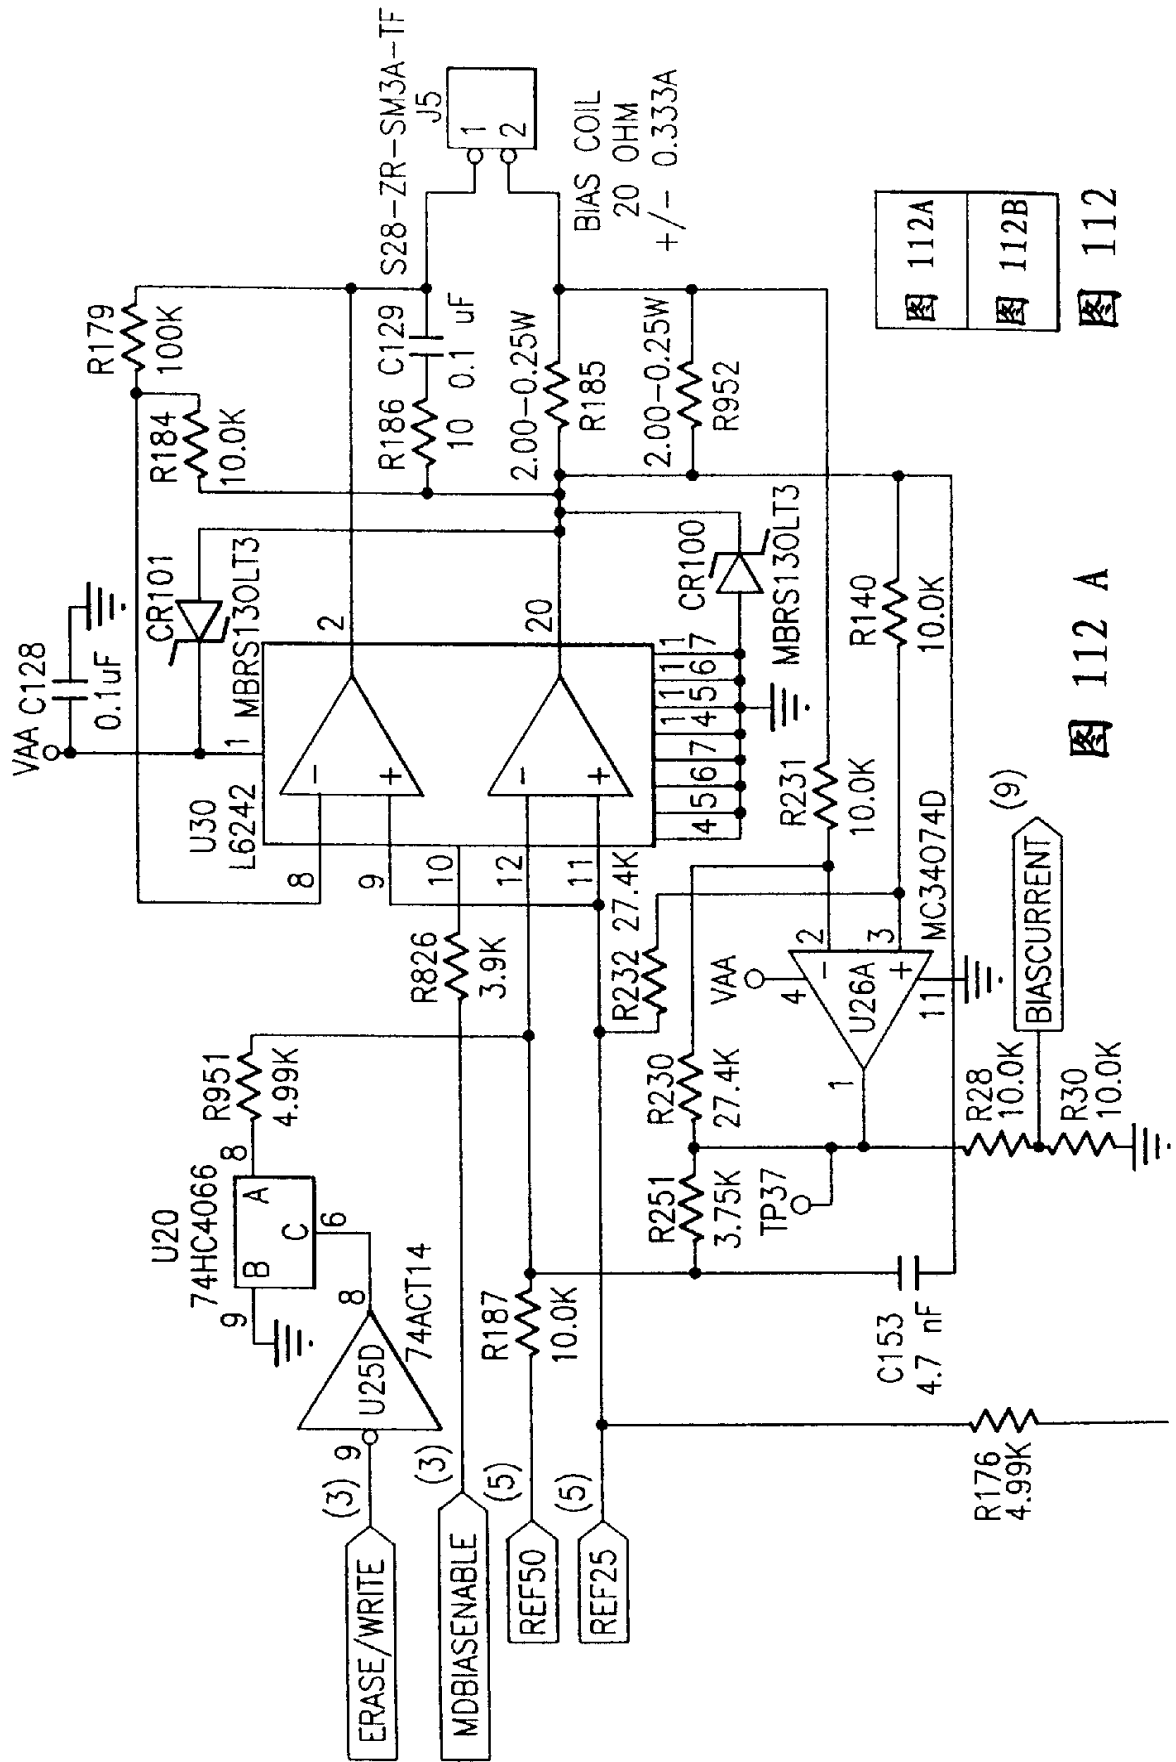 VAA
C128
0.1uF
CR101
MBRS130LT3
R184
10.0K
R179
100K
S28-ZR-SM3A-TF
J5
1
2
BIAS COIL
20 OHM
+/- 0.333A
R186
10
C129
0.1 uF
2.00-0.25W
R185
2.00-0.25W
R952
U30
L6242
1
2
20
8
9
10
12
11
-
+
-
+
4 5 6 7 14 15 16 17
CR100
MBRS130LT3
U20
74HC4066
B A
C
9
8
6
R951
4.99K
R826
3.9K
ERASE/WRITE
(3)
9
U25D
8
74ACT14
MDBIASENABLE
(3)
REF50
(5)
REF25
(5)
R187
10.0K
R232
27.4K
R230
27.4K
R231
10.0K
R140
10.0K
R251
3.75K
TP37
VAA
4
2
3
-
+
U26A
1
11
MC34074D
C153
4.7 nF
R28
10.0K
R30
10.0K
BIASCURRENT
(9)
R176
4.99K
图 112 A
图 112A
图 112B
图 112